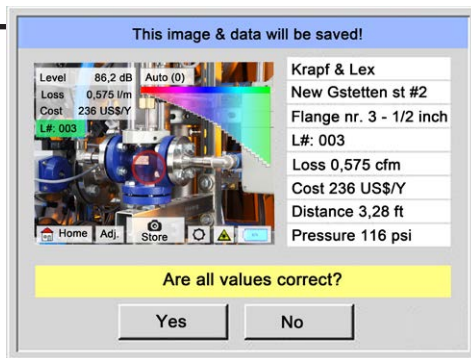 This image & data will be saved!
Level 86,2 dB Auto (0)
Loss 0,575 l/m
Cost 236 US$/Y
L#: 003
Home Adj. Store
Krapf & Lex
New Gstetten st #2
Flange nr. 3 - 1/2 inch
L#: 003
Loss 0,575 cfm
Cost 236 US$/Y
Distance 3,28 ft
Pressure 116 psi
Are all values correct?
Yes No